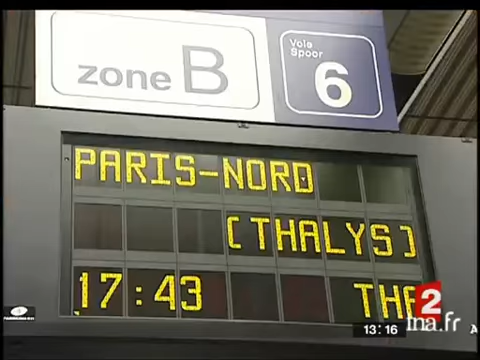 zone B
Voie
Spoor
6
PARIS-NORD
(THALYS)
17:43 THA
2
13:16
ina.fr